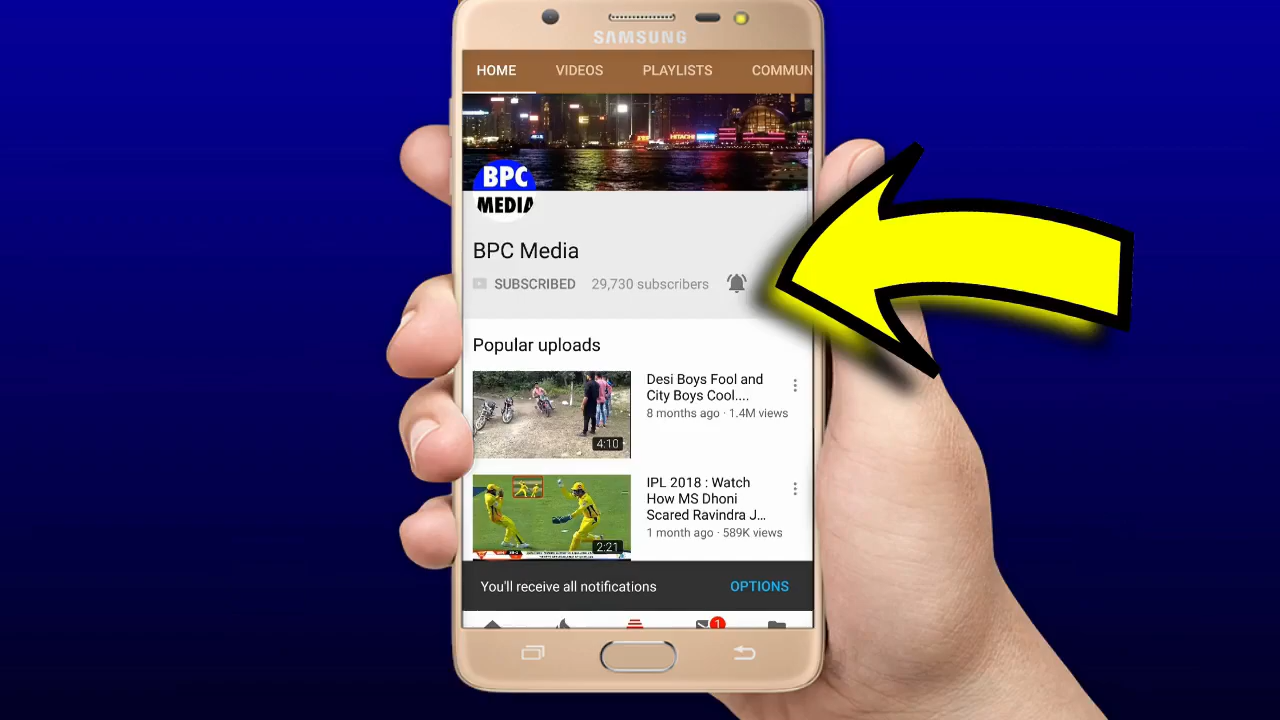 SAMSUNG
HOME VIDEOS PLAYLISTS COMMUN
HITACHI
BPC
MEDIA
BPC Media
SUBSCRIBED 29,730 subscribers
Popular uploads
Desi Boys Fool and
City Boys Cool....
8 months ago · 1.4M views
4:10
IPL 2018 : Watch
How MS Dhoni
Scared Ravindra J...
1 month ago · 589K views
2:21
You'll receive all notifications OPTIONS
1